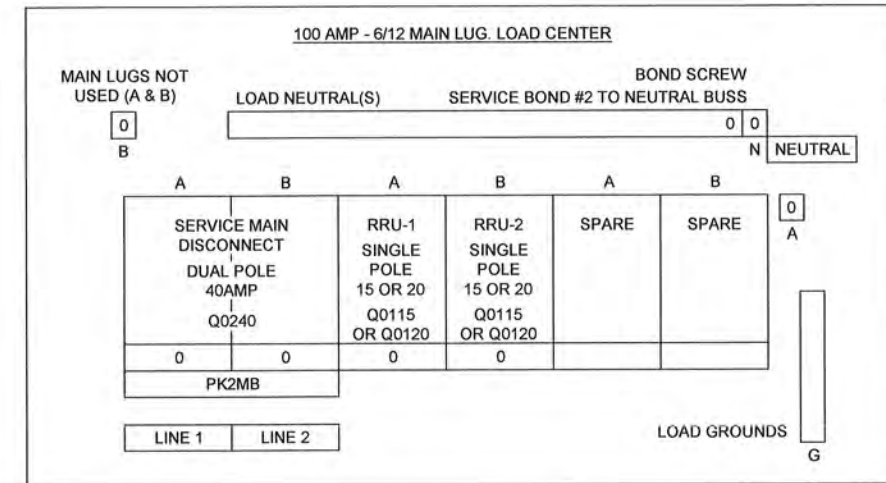 100 AMP - 6/12 MAIN LUG. LOAD CENTER
MAIN LUGS NOT
USED (A & B)
0
B
LOAD NEUTRAL(S)
BOND SCREW
SERVICE BOND #2 TO NEUTRAL BUSS
0 0
N NEUTRAL
A B A B A B
SERVICE MAIN
DISCONNECT
DUAL POLE
40AMP
Q0240
RRU-1
SINGLE
POLE
15 OR 20
Q0115
OR Q0120
RRU-2
SINGLE
POLE
15 OR 20
Q0115
OR Q0120
SPARE
SPARE
0
A
0 0 0 0
PK2MB
LINE 1 LINE 2
LOAD GROUNDS
G